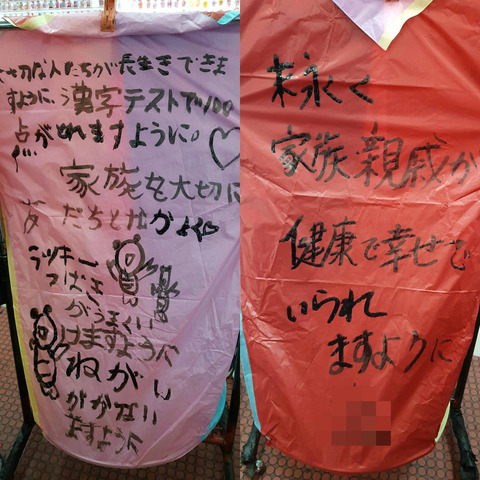 大切な人たちが長生きできま
すように、漢字テストで100
点がとれますように。
家族を大切に
友だちとなかよく
ラッキー
つばさ
がうまくい
けますように
ねがい
がかない
ますように
末永く
家族親戚が
健康で幸せで
いられ
ますように